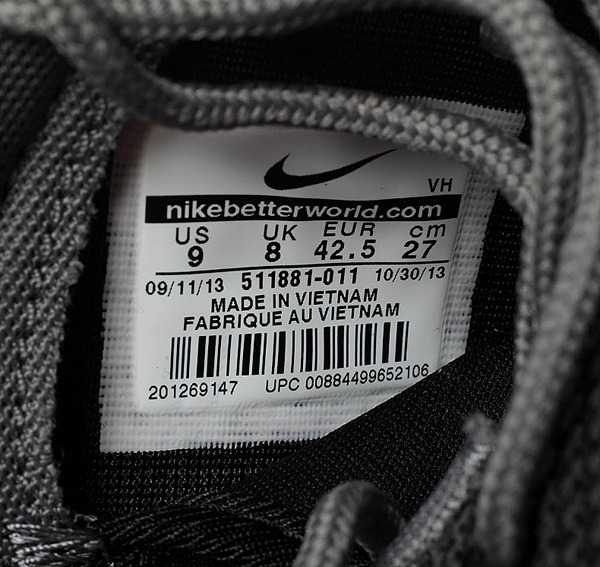 VH
nikebetterworld.com
US UK EUR cm
9 8 42.5 27
09/11/13 511881-011 10/30/13
MADE IN VIETNAM
FABRIQUE AU VIETNAM
201269147 UPC 00884499652106